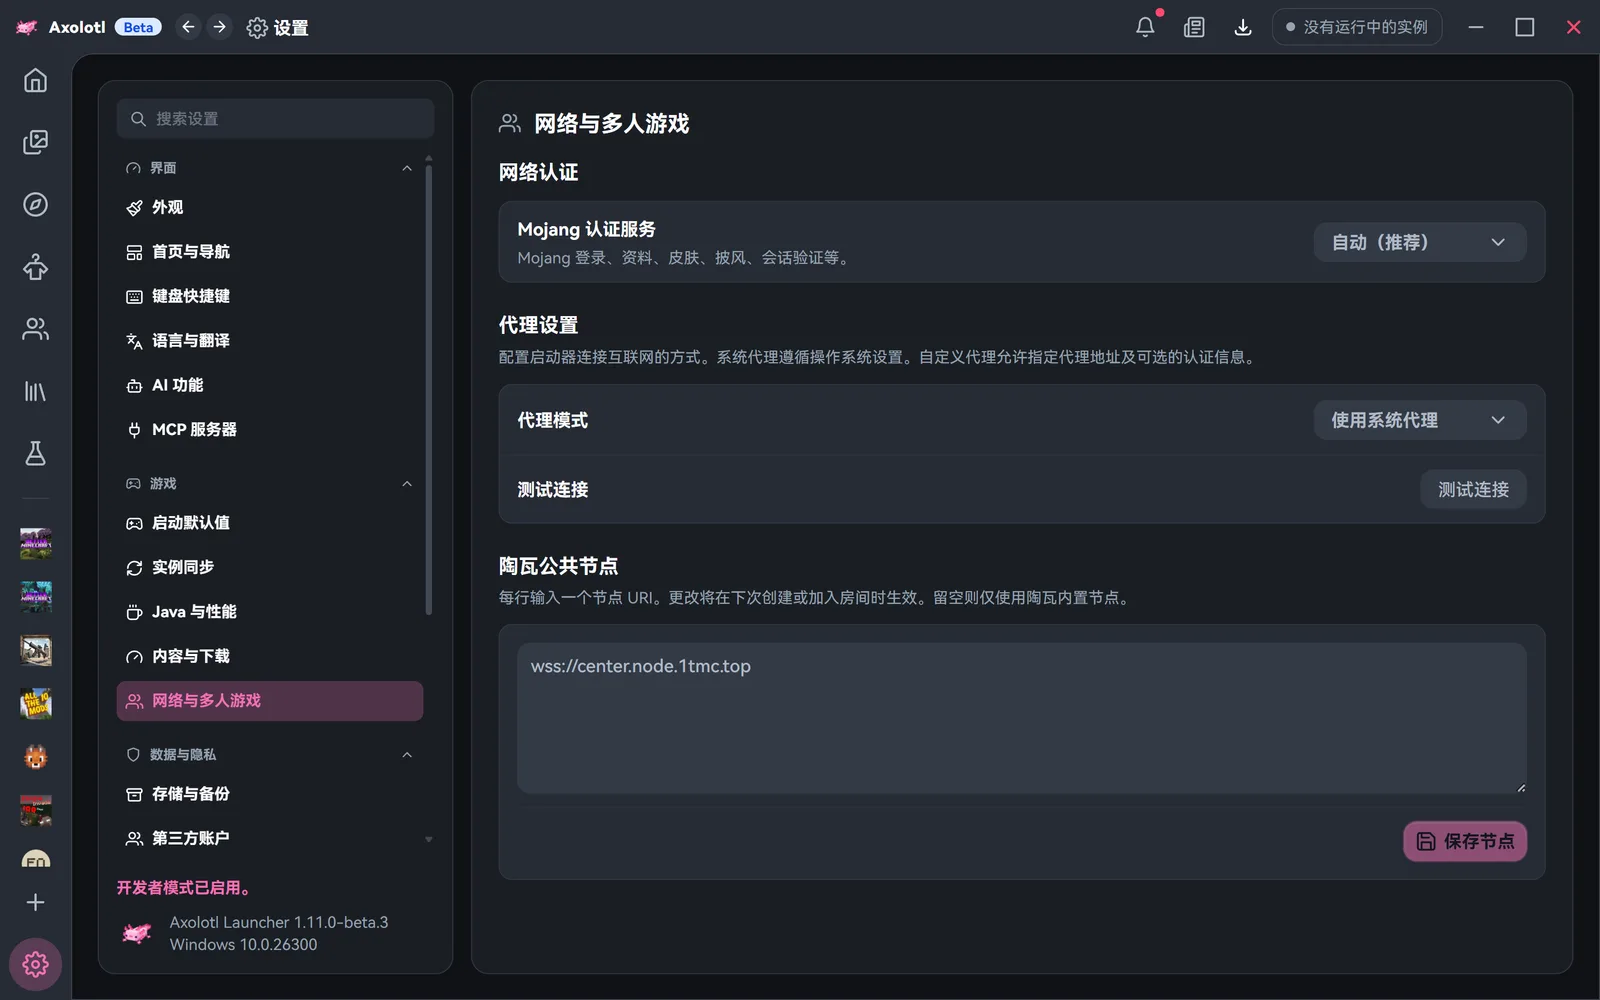 Axolotl Beta 设置 没有运行中的实例
搜索设置
界面
外观
首页与导航
键盘快捷键
语言与翻译
AI 功能
MCP 服务器
游戏
启动默认值
实例同步
Java 与性能
内容与下载
网络与多人游戏
数据与隐私
存储与备份
第三方账户
开发者模式已启用。
Axolotl Launcher 1.11.0-beta.3
Windows 10.0.26300
网络与多人游戏
网络认证
Mojang 认证服务
Mojang 登录、资料、皮肤、披风、会话验证等。
自动（推荐）
代理设置
配置启动器连接互联网的方式。系统代理遵循操作系统设置。自定义代理允许指定代理地址及可选的认证信息。
代理模式 使用系统代理
测试连接 测试连接
陶瓦公共节点
每行输入一个节点 URI。更改将在下次创建或加入房间时生效。留空则仅使用陶瓦内置节点。
wss://center.node.1tmc.top
保存节点
ALL THE MODS